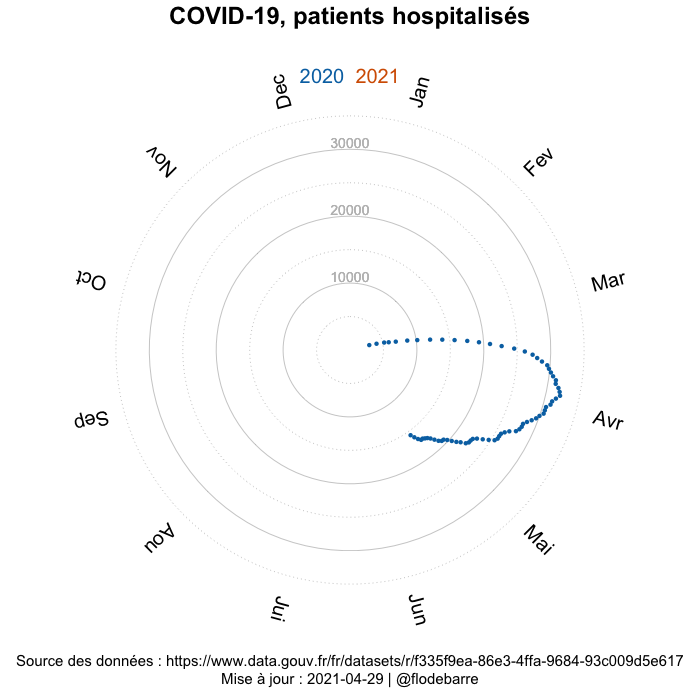 COVID-19, patients hospitalisés
2020 2021
Jan
Fev
Mar
Avr
Mai
Jun
Jui
Aou
Sep
Oct
Nov
Dec
30000
20000
10000
Source des données : https://www.data.gouv.fr/fr/datasets/r/f335f9ea-86e3-4ffa-9684-93c009d5e617
Mise à jour : 2021-04-29 | @flodebarre